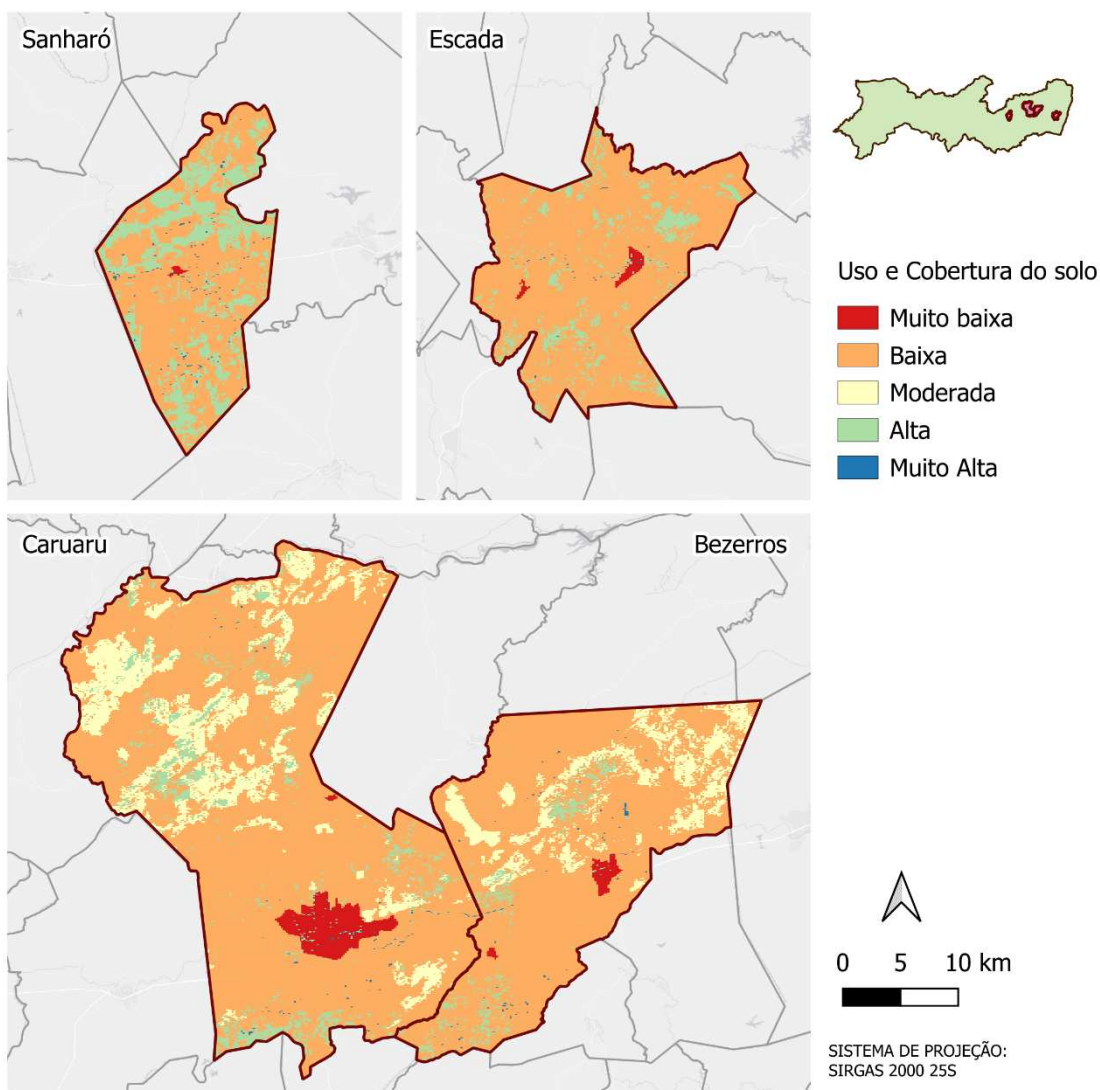 Sanharó
Escada
Uso e Cobertura do solo
Muito baixa
Baixa
Moderada
Alta
Muito Alta
Caruaru
Bezerros
0 5 10 km
SISTEMA DE PROJEÇÃO:
SIRGAS 2000 25S